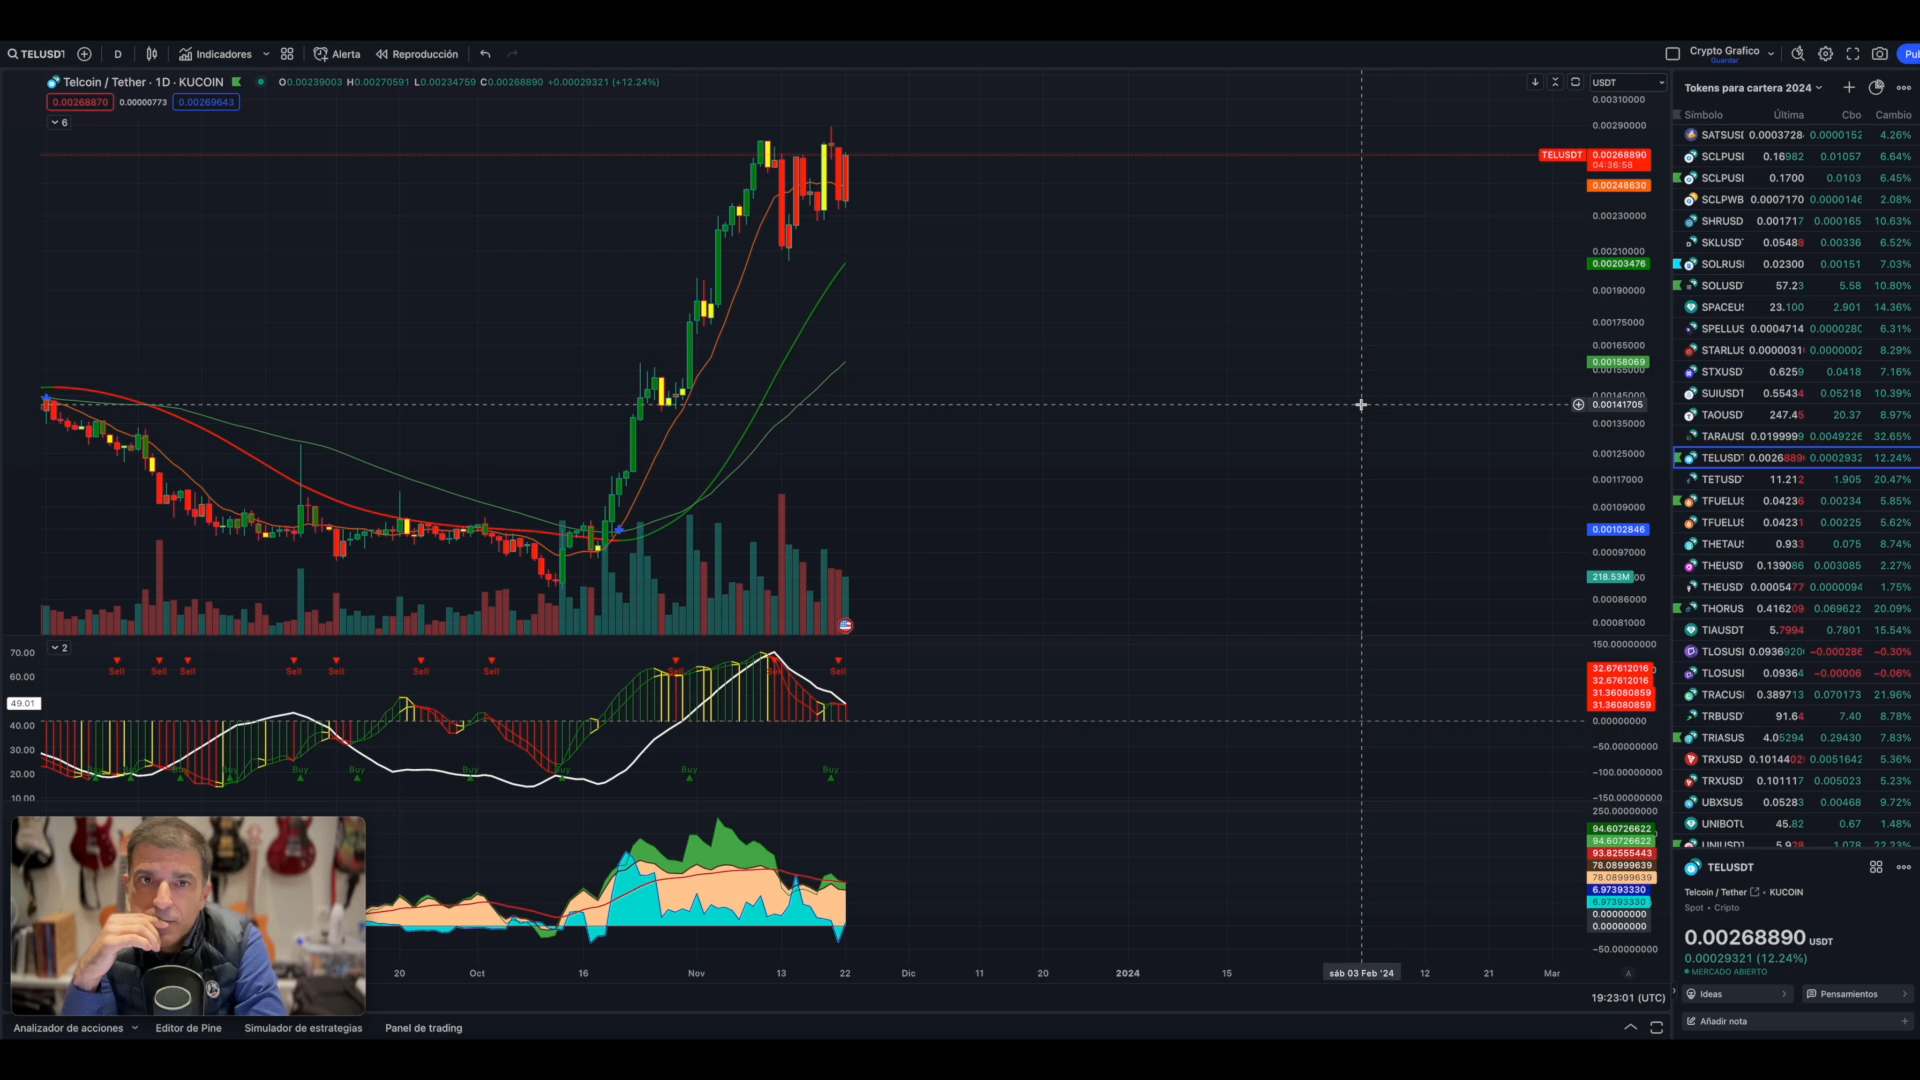 TELUSDT
D
Indicadores
Alerta
Reproducción
Crypto Grafico
Guardar
Pub
Telcoin / Tether · 1D · KUCOIN
O0.00239003 H0.00270591 L0.00234759 C0.00268890 +0.00029321 (+12.24%)
0.00268870
0.00000773
0.00269643
6
USDT
0.00310000
0.00290000
TELUSDT 0.00268890
04:36:58
0.00248630
0.00230000
0.00210000
0.00203476
0.00190000
0.00175000
0.00165000
0.00158069
0.00155000
0.00145000
0.00141705
0.00135000
0.00125000
0.00117000
0.00109000
0.00102846
0.00097000
218.53M
0.00086000
0.00081000
2
70.00
60.00
49.01
40.00
30.00
20.00
10.00
Sell Sell Sell Sell Sell Sell Sell Sell Sell Sell
Buy Buy Buy Buy Buy Buy Buy Buy Buy
150.00000000
32.67612016
32.67612016
31.36080859
31.36080859
0.00000000
−50.00000000
−100.00000000
−150.00000000
250.00000000
94.60726622
94.60726622
93.82555443
78.08999639
78.08999639
6.97393330
6.97393330
0.00000000
0.00000000
−50.00000000
20 Oct 16 Nov 13 22 Dic 11 20 2024 15 sáb 03 Feb '24 12 21 Mar A
19:23:01 (UTC)
Analizador de acciones
Editor de Pine
Simulador de estrategias
Panel de trading
Tokens para cartera 2024
Símbolo Última Cbo Cambio
SATSUSI 0.0003728 0.0000152 4.26%
SCLPUSI 0.16982 0.01057 6.64%
SCLPUSI 0.1700 0.0103 6.45%
SCLPWB 0.0007170 0.0000146 2.08%
SHRUSD 0.001717 0.000165 10.63%
SKLUSD 0.05488 0.00336 6.52%
SOLRUSI 0.02300 0.00151 7.03%
SOLUSD 57.23 5.58 10.80%
SPACEUS 23.100 2.901 14.36%
SPELLUS 0.0004714 0.0000280 6.31%
STARLUS 0.0000031 0.0000002 8.29%
STXUSD 0.6259 0.0418 7.16%
SUIUSDT 0.55434 0.05218 10.39%
TAOUSD 247.45 20.37 8.97%
TARAUSI 0.0199999 0.0049226 32.65%
TELUSDT 0.0026889 0.0002932 12.24%
TETUSD 11.212 1.905 20.47%
TFUELUS 0.04236 0.00234 5.85%
TFUELUS 0.04231 0.00225 5.62%
THETAUS 0.933 0.075 8.74%
THEUSD 0.139086 0.003085 2.27%
THEUSD 0.0005477 0.0000094 1.75%
THORUS 0.416209 0.069622 20.09%
TIAUSDT 5.7994 0.7801 15.54%
TLOSUSI 0.0936920 −0.000286 −0.30%
TLOSUSI 0.09364 −0.00006 −0.06%
TRACUSI 0.389713 0.070173 21.96%
TRBUSD 91.64 7.40 8.78%
TRIASUS 4.05294 0.29430 7.83%
TRXUSD 0.1014402 0.0051642 5.36%
TRXUSD 0.101117 0.005023 5.23%
UBXSUS 0.05283 0.00468 9.72%
UNIBOTU 45.82 0.67 1.48%
UNIUSDT 5.928 1.078 22.23%
TELUSDT
Telcoin / Tether · KUCOIN
Spot · Cripto
0.00268890 USDT
0.00029321 (12.24%)
MERCADO ABIERTO
Ideas
Pensamientos
Añadir nota